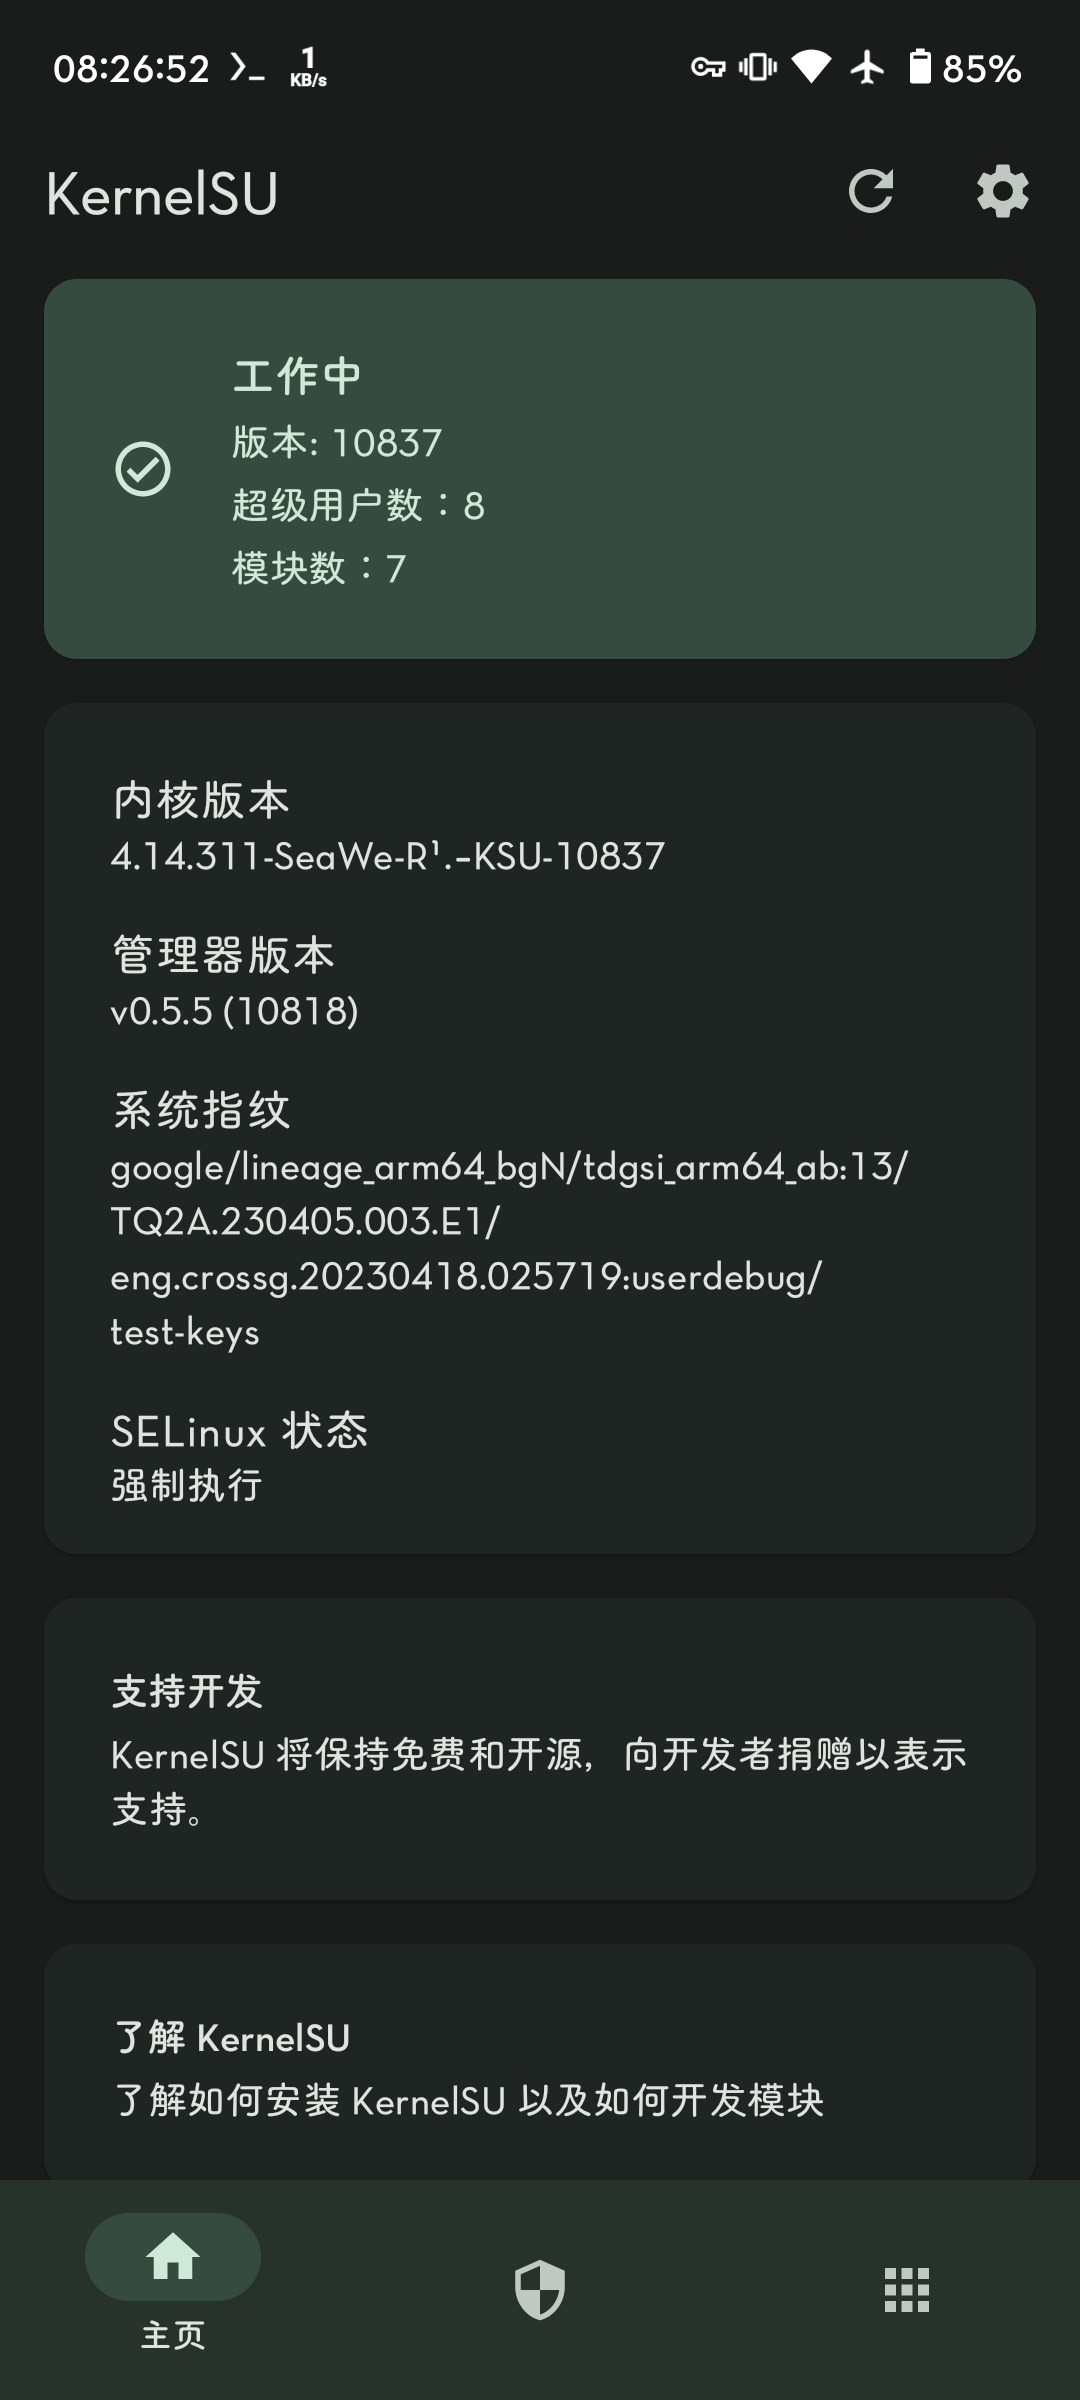 08:26:52 1 KB/s 85%
KernelSU
工作中
版本: 10837
超级用户数：8
模块数：7
内核版本
4.14.311-SeaWe-R¹.-KSU-10837
管理器版本
v0.5.5 (10818)
系统指纹
google/lineage_arm64_bgN/tdgsi_arm64_ab:13/
TQ2A.230405.003.E1/
eng.crossg.20230418.025719:userdebug/
test-keys
SELinux 状态
强制执行
支持开发
KernelSU 将保持免费和开源，向开发者捐赠以表示
支持。
了解 KernelSU
了解如何安装 KernelSU 以及如何开发模块
主页